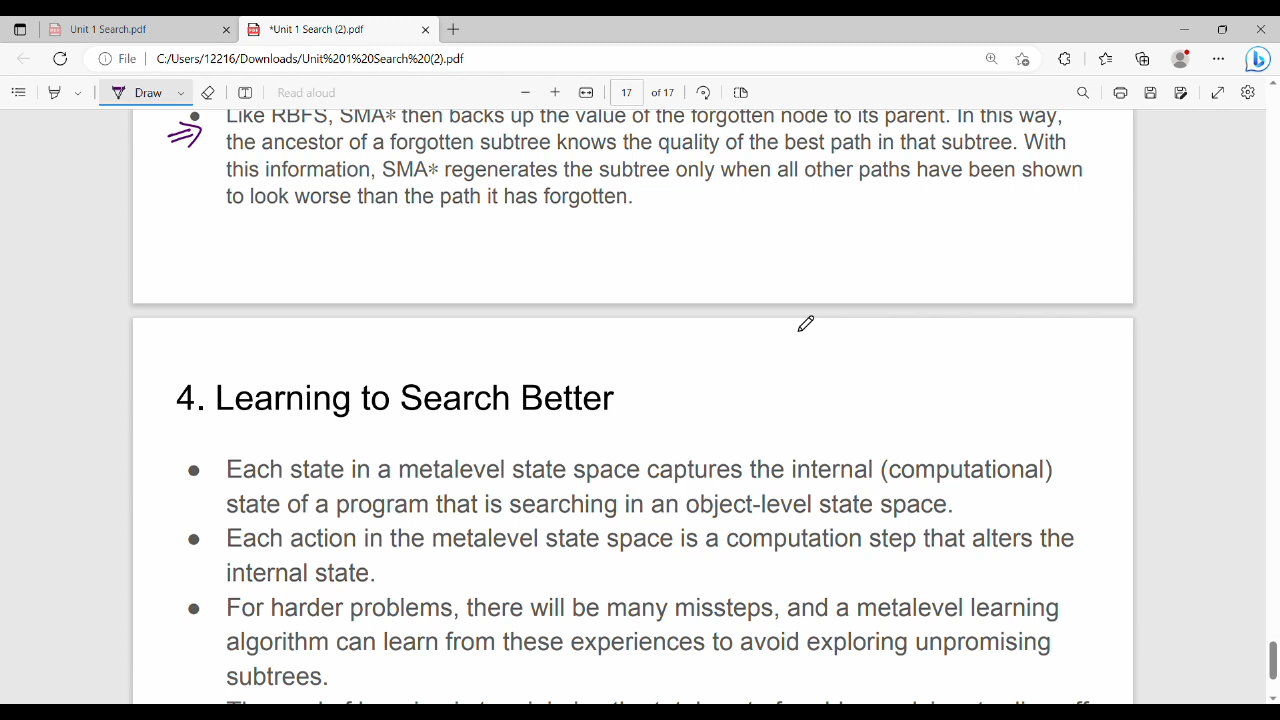 Unit 1 Search.pdf
*Unit 1 Search (2).pdf
File
C:/Users/12216/Downloads/Unit%201%20Search%20(2).pdf
Draw
Read aloud
17
of 17
Like RBFS, SMA* then backs up the value of the forgotten node to its parent. In this way,
the ancestor of a forgotten subtree knows the quality of the best path in that subtree. With
this information, SMA* regenerates the subtree only when all other paths have been shown
to look worse than the path it has forgotten.
4. Learning to Search Better
● Each state in a metalevel state space captures the internal (computational)
state of a program that is searching in an object-level state space.
● Each action in the metalevel state space is a computation step that alters the
internal state.
● For harder problems, there will be many missteps, and a metalevel learning
algorithm can learn from these experiences to avoid exploring unpromising
subtrees.